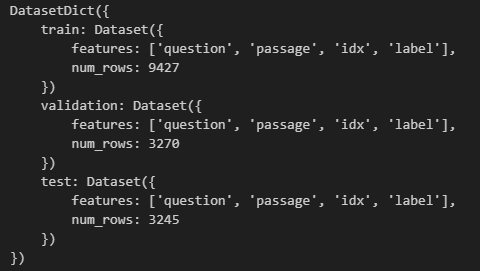 DatasetDict({
    train: Dataset({
        features: ['question', 'passage', 'idx', 'label'],
        num_rows: 9427
    })
    validation: Dataset({
        features: ['question', 'passage', 'idx', 'label'],
        num_rows: 3270
    })
    test: Dataset({
        features: ['question', 'passage', 'idx', 'label'],
        num_rows: 3245
    })
})